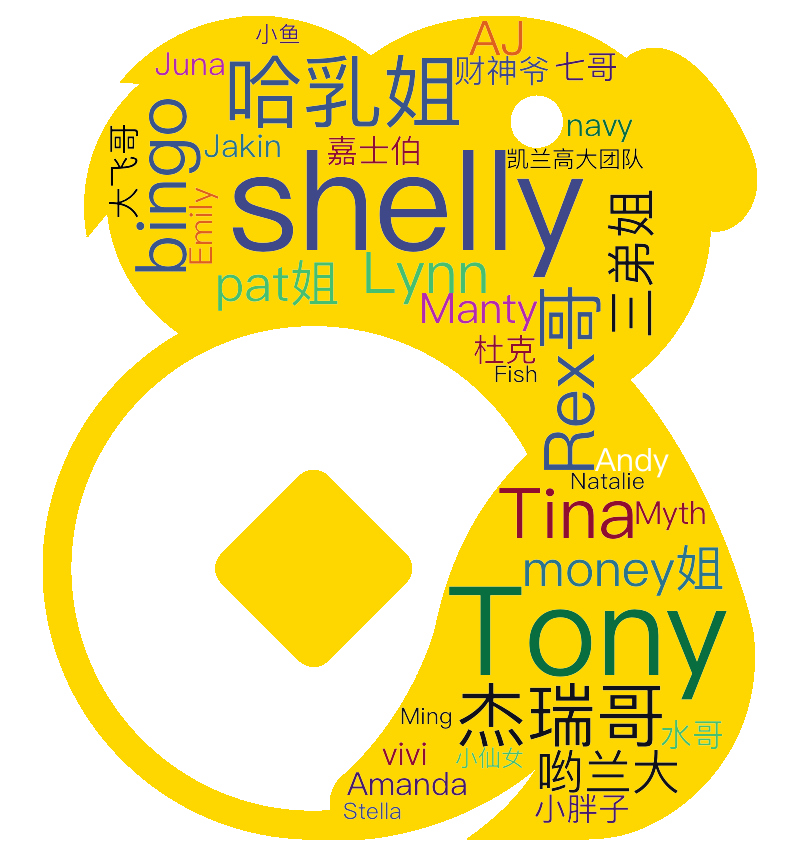 小鱼
AJ
Juna
哈乳姐
财神爷
七哥
bingo
大飞哥
Jakin
嘉士伯
navy
凯兰高大团队
Emily
shelly
三弟姐
pat姐
Lynn
Manty
Rex哥
杜克
Fish
Andy
Natalie
Tina
Myth
money姐
Tony
杰瑞哥
Ming
水哥
vivi
小仙女
哟兰大
Amanda
小胖子
Stella